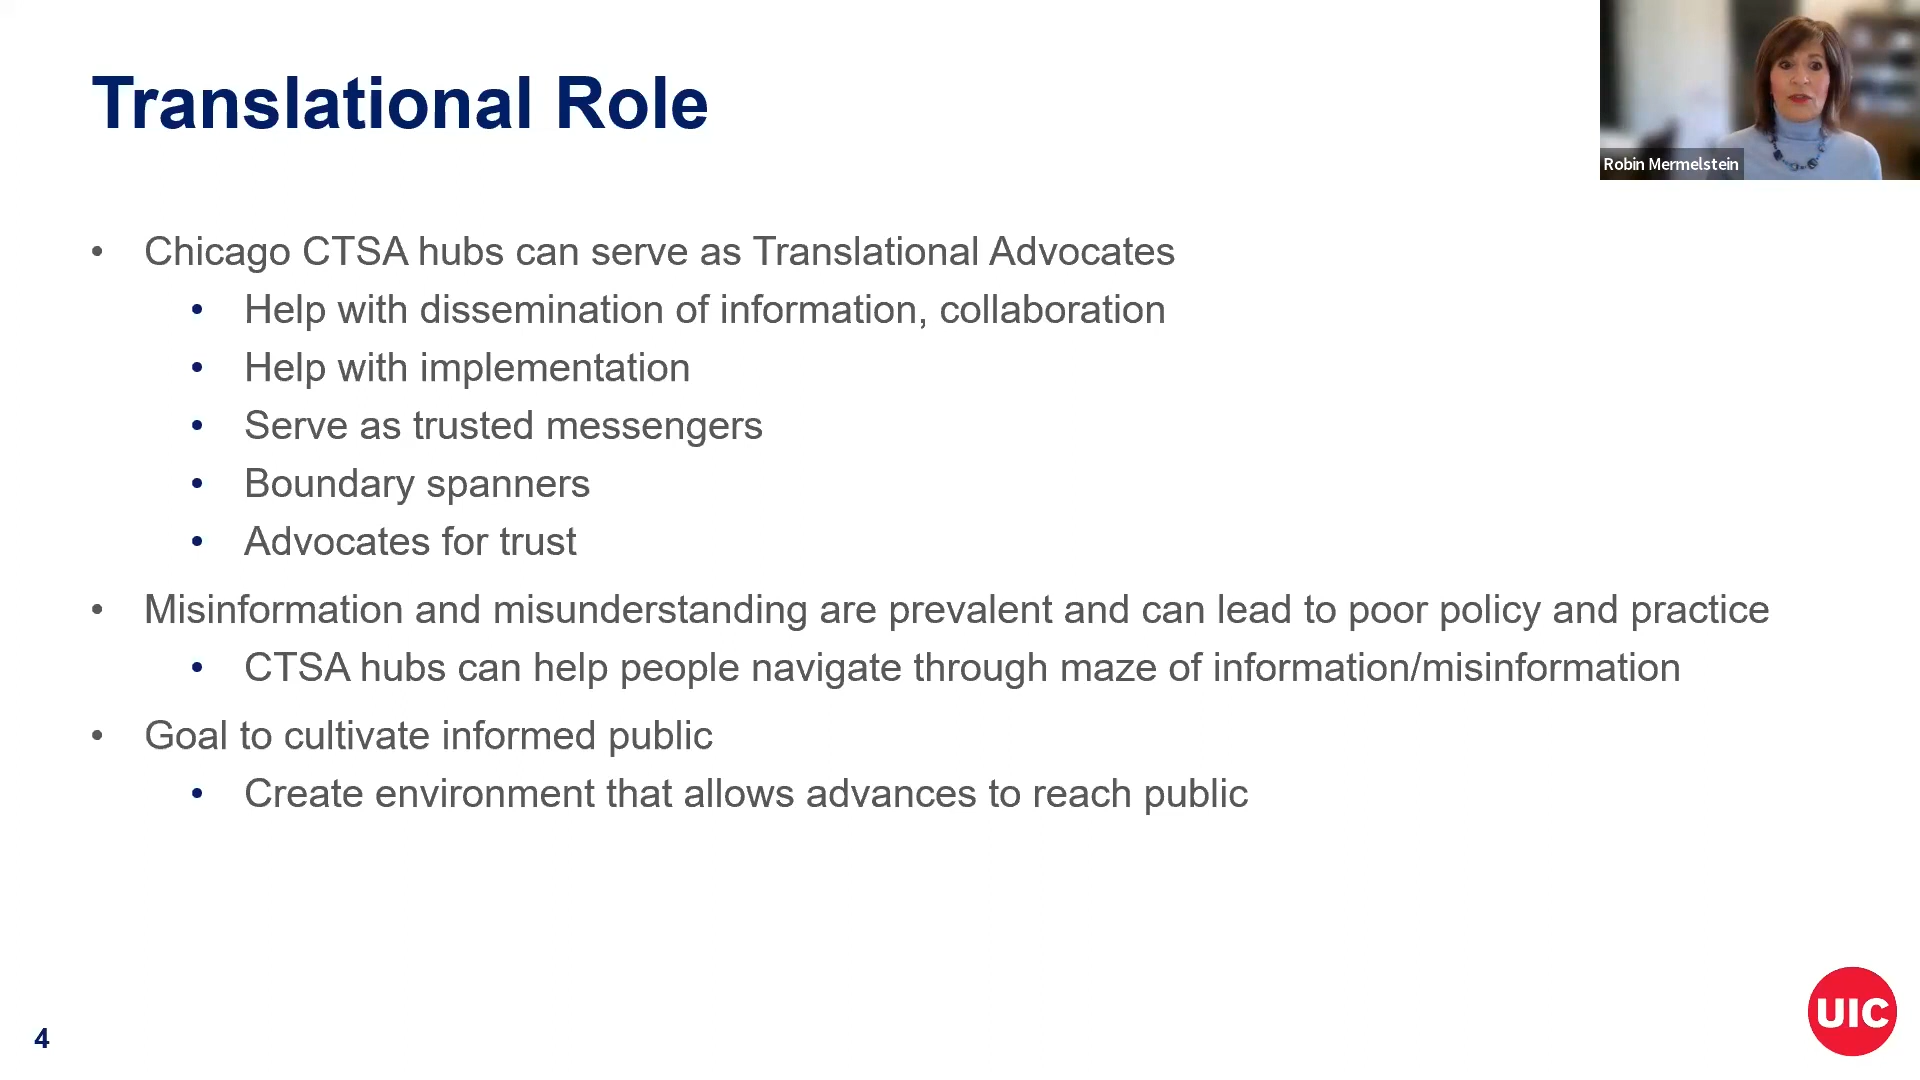 Translational Role
Robin Mermelstein
• Chicago CTSA hubs can serve as Translational Advocates
• Help with dissemination of information, collaboration
• Help with implementation
• Serve as trusted messengers
• Boundary spanners
• Advocates for trust
• Misinformation and misunderstanding are prevalent and can lead to poor policy and practice
• CTSA hubs can help people navigate through maze of information/misinformation
• Goal to cultivate informed public
• Create environment that allows advances to reach public
UIC
4